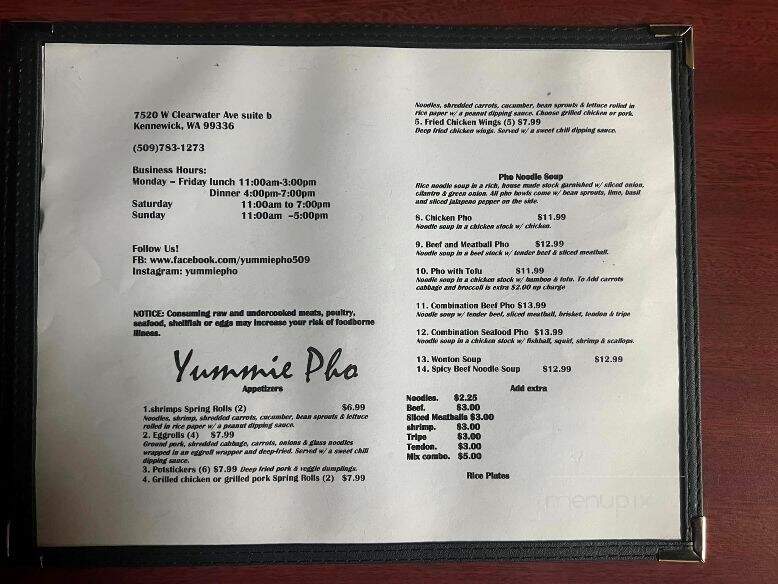 7520 W Clearwater Ave suite b
Kennewick, WA 99336
(509)783-1273
Business Hours:
Monday – Friday lunch 11:00am-3:00pm
Dinner 4:00pm-7:00pm
Saturday 11:00am to 7:00pm
Sunday 11:00am –5:00pm
Follow Us!
FB: www.facebook.com/yummiepho509
Instagram: yummiepho
NOTICE: Consuming raw and undercooked meats, poultry,
seafood, shellfish or eggs may increase your risk of foodborne
illness.
Yummie Pho
Appetizers
1.shrimps Spring Rolls (2) $6.99
Noodles, shrimp, shredded carrots, cucumber, bean sprouts & lettuce
rolled in rice paper w/ a peanut dipping sauce.
2. Eggrolls (4) $7.99
Ground pork, shredded cabbage, carrots, onions & glass noodles
wrapped in an eggroll wrapper and deep-fried. Served w/ a sweet chili
dipping sauce.
3. Potstickers (6) $7.99 Deep fried pork & veggie dumplings.
4. Grilled chicken or grilled pork Spring Rolls (2) $7.99
Noodles, shredded carrots, cucumber, bean sprouts & lettuce rolled in
rice paper w/ a peanut dipping sauce. Choose grilled chicken or pork.
5. Fried Chicken Wings (5) $7.99
Deep fried chicken wings. Served w/ a sweet chili dipping sauce.
Pho Noodle Soup
Rice noodle soup in a rich, house made stock garnished w/ sliced onion,
cilantro & green onion. All pho bowls come w/ bean sprouts, lime, basil
and sliced jalapeno pepper on the side.
8. Chicken Pho $11.99
Noodle soup in a chicken stock w/ chicken.
9. Beef and Meatball Pho $12.99
Noodle soup in a beef stock w/ tender beef & sliced meatball.
10. Pho with Tofu $11.99
Noodle soup in a chicken stock w/ bamboo & tofu. To Add carrots
cabbage and broccoli is extra $2.00 up charge
11. Combination Beef Pho $13.99
Noodle soup w/ tender beef, sliced meatball, brisket, tendon & tripe
12. Combination Seafood Pho $13.99
Noodle soup in a chicken stock w/ fishball, squid, shrimp & scallops.
13. Wonton Soup $12.99
14. Spicy Beef Noodle Soup $12.99
Add extra
Noodles. $2.25
Beef. $3.00
Sliced Meatballs $3.00
shrimp. $3.00
Tripe $3.00
Tendon. $3.00
Mix combo. $5.00
Rice Plates
menupix